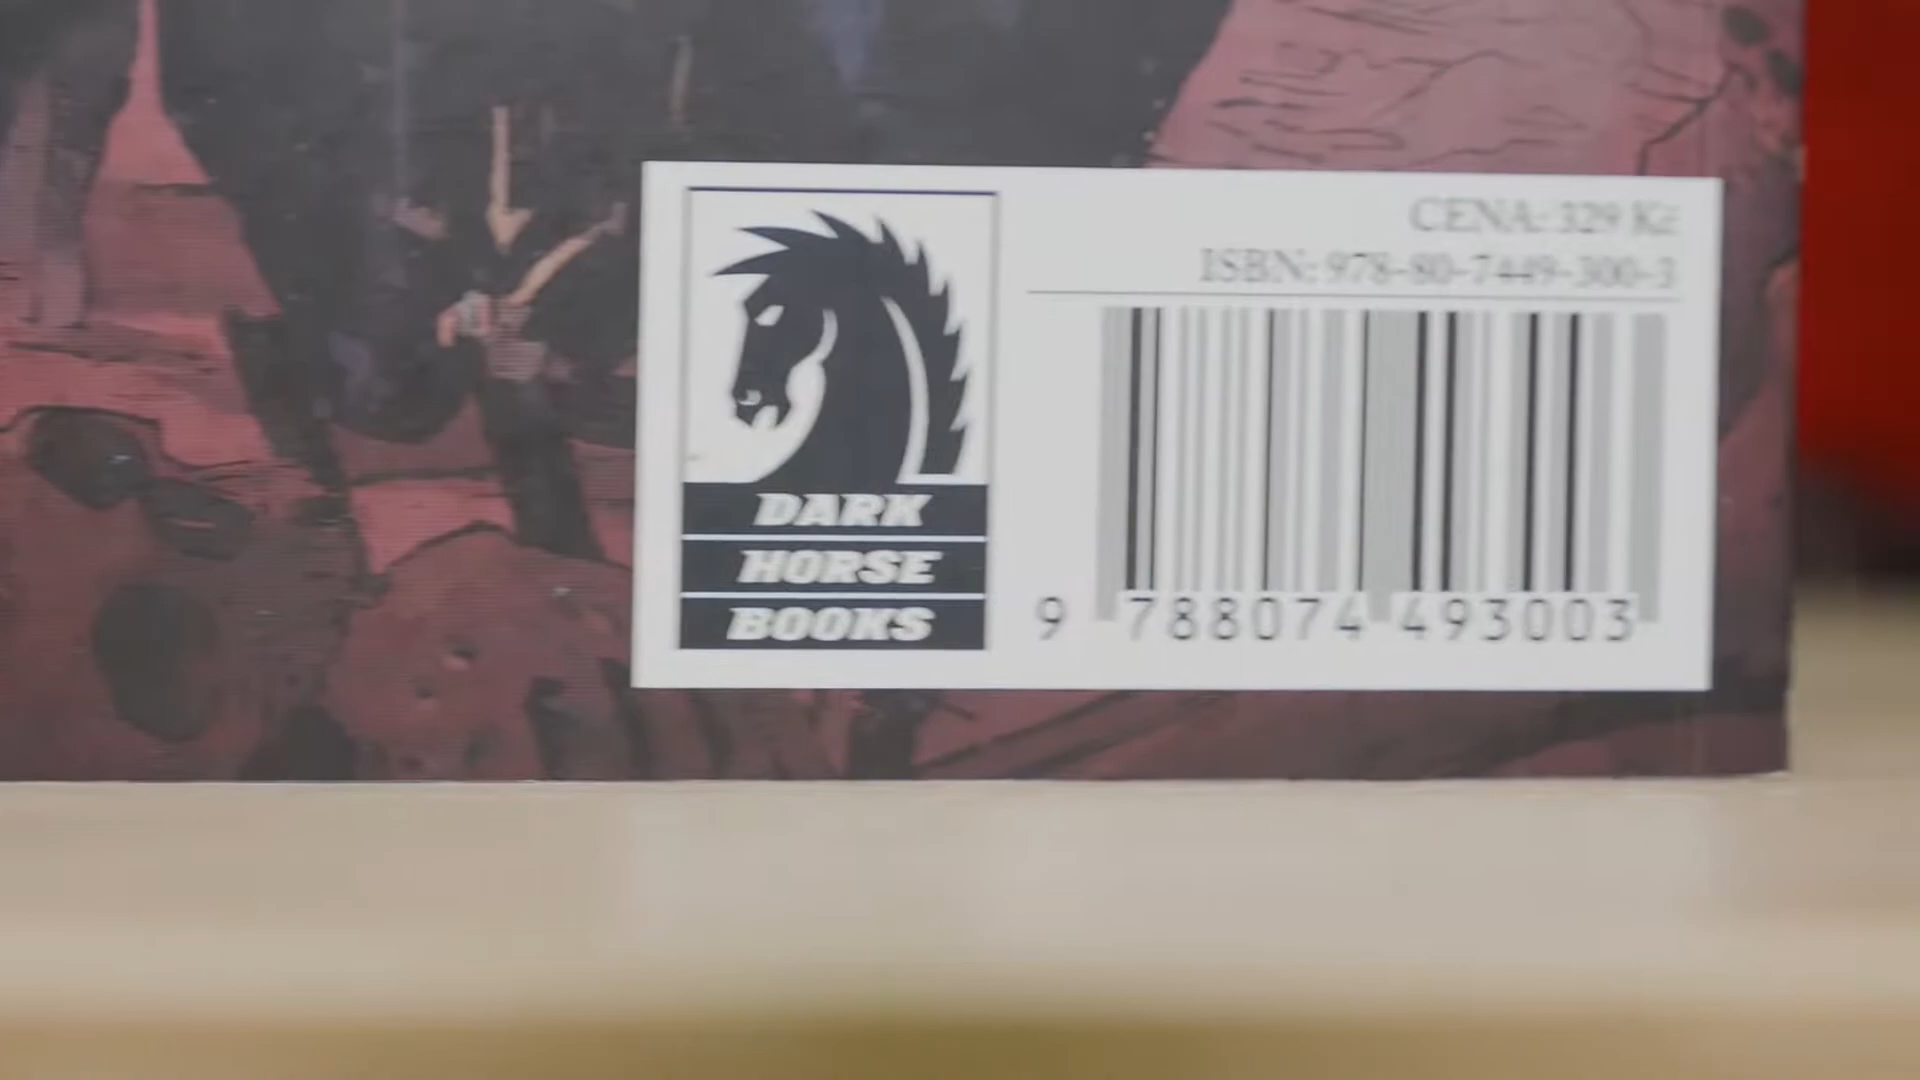 DARK
HORSE
BOOKS
CENA: 329 Kč
ISBN: 978-80-7449-300-3
9 788074 493003